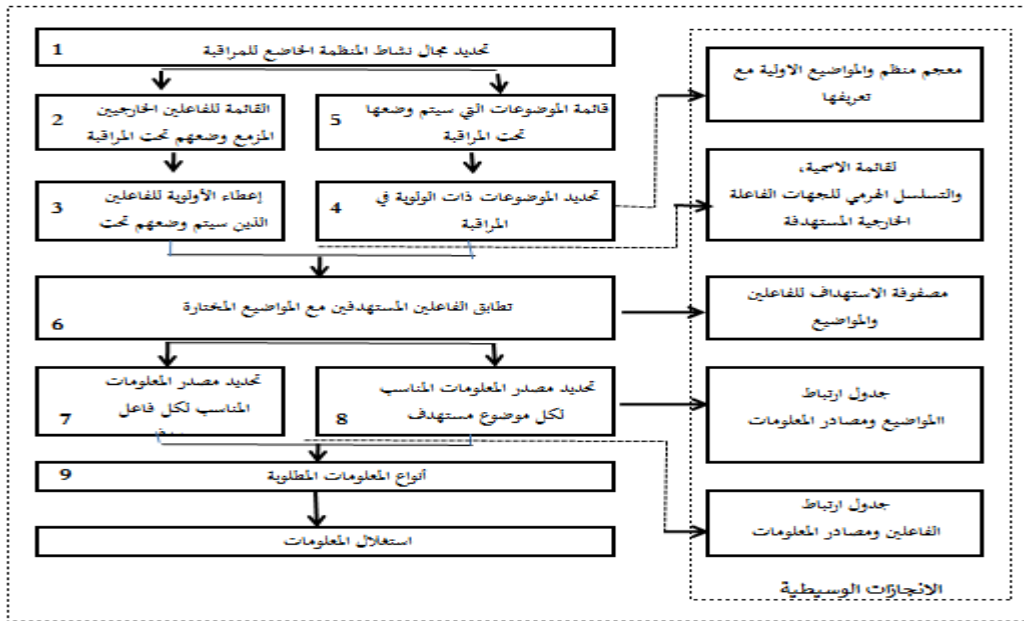 1 تحديد مجال نشاط المنظمة الخاضع للمراقبة
2 القائمة للفاعلين الخارجيين
المزمع وضعهم تحت المراقبة
5 قائمة الموضوعات التي سيتم وضعها
تحت المراقبة
3 إعطاء الأولوية للفاعلين
الذين سيتم وضعهم تحت
4 تحديد الموضوعات ذات الولوية في
المراقبة
6 تطابق الفاعلين المستهدفين مع المواضيع المختارة
7 تحديد مصدر المعلومات
المناسب لكل فاعل
8 تحديد مصدر المعلومات المناسب
لكل موضوع مستهدف
9 أنواع المعلومات المطلوبة
استغلال المعلومات
معجم منظم والمواضيع الاولية مع
تعريفها
لقائمة الاسمية،
والتسلسل الهرمي للجهات الفاعلة
الخارجية المستهدفة
مصفوفة الاستهداف للفاعلين
والمواضيع
جدول ارتباط
االمواضيع ومصادر المعلومات
جدول ارتباط
الفاعلين ومصادر المعلومات
الانجازات الوسيطية